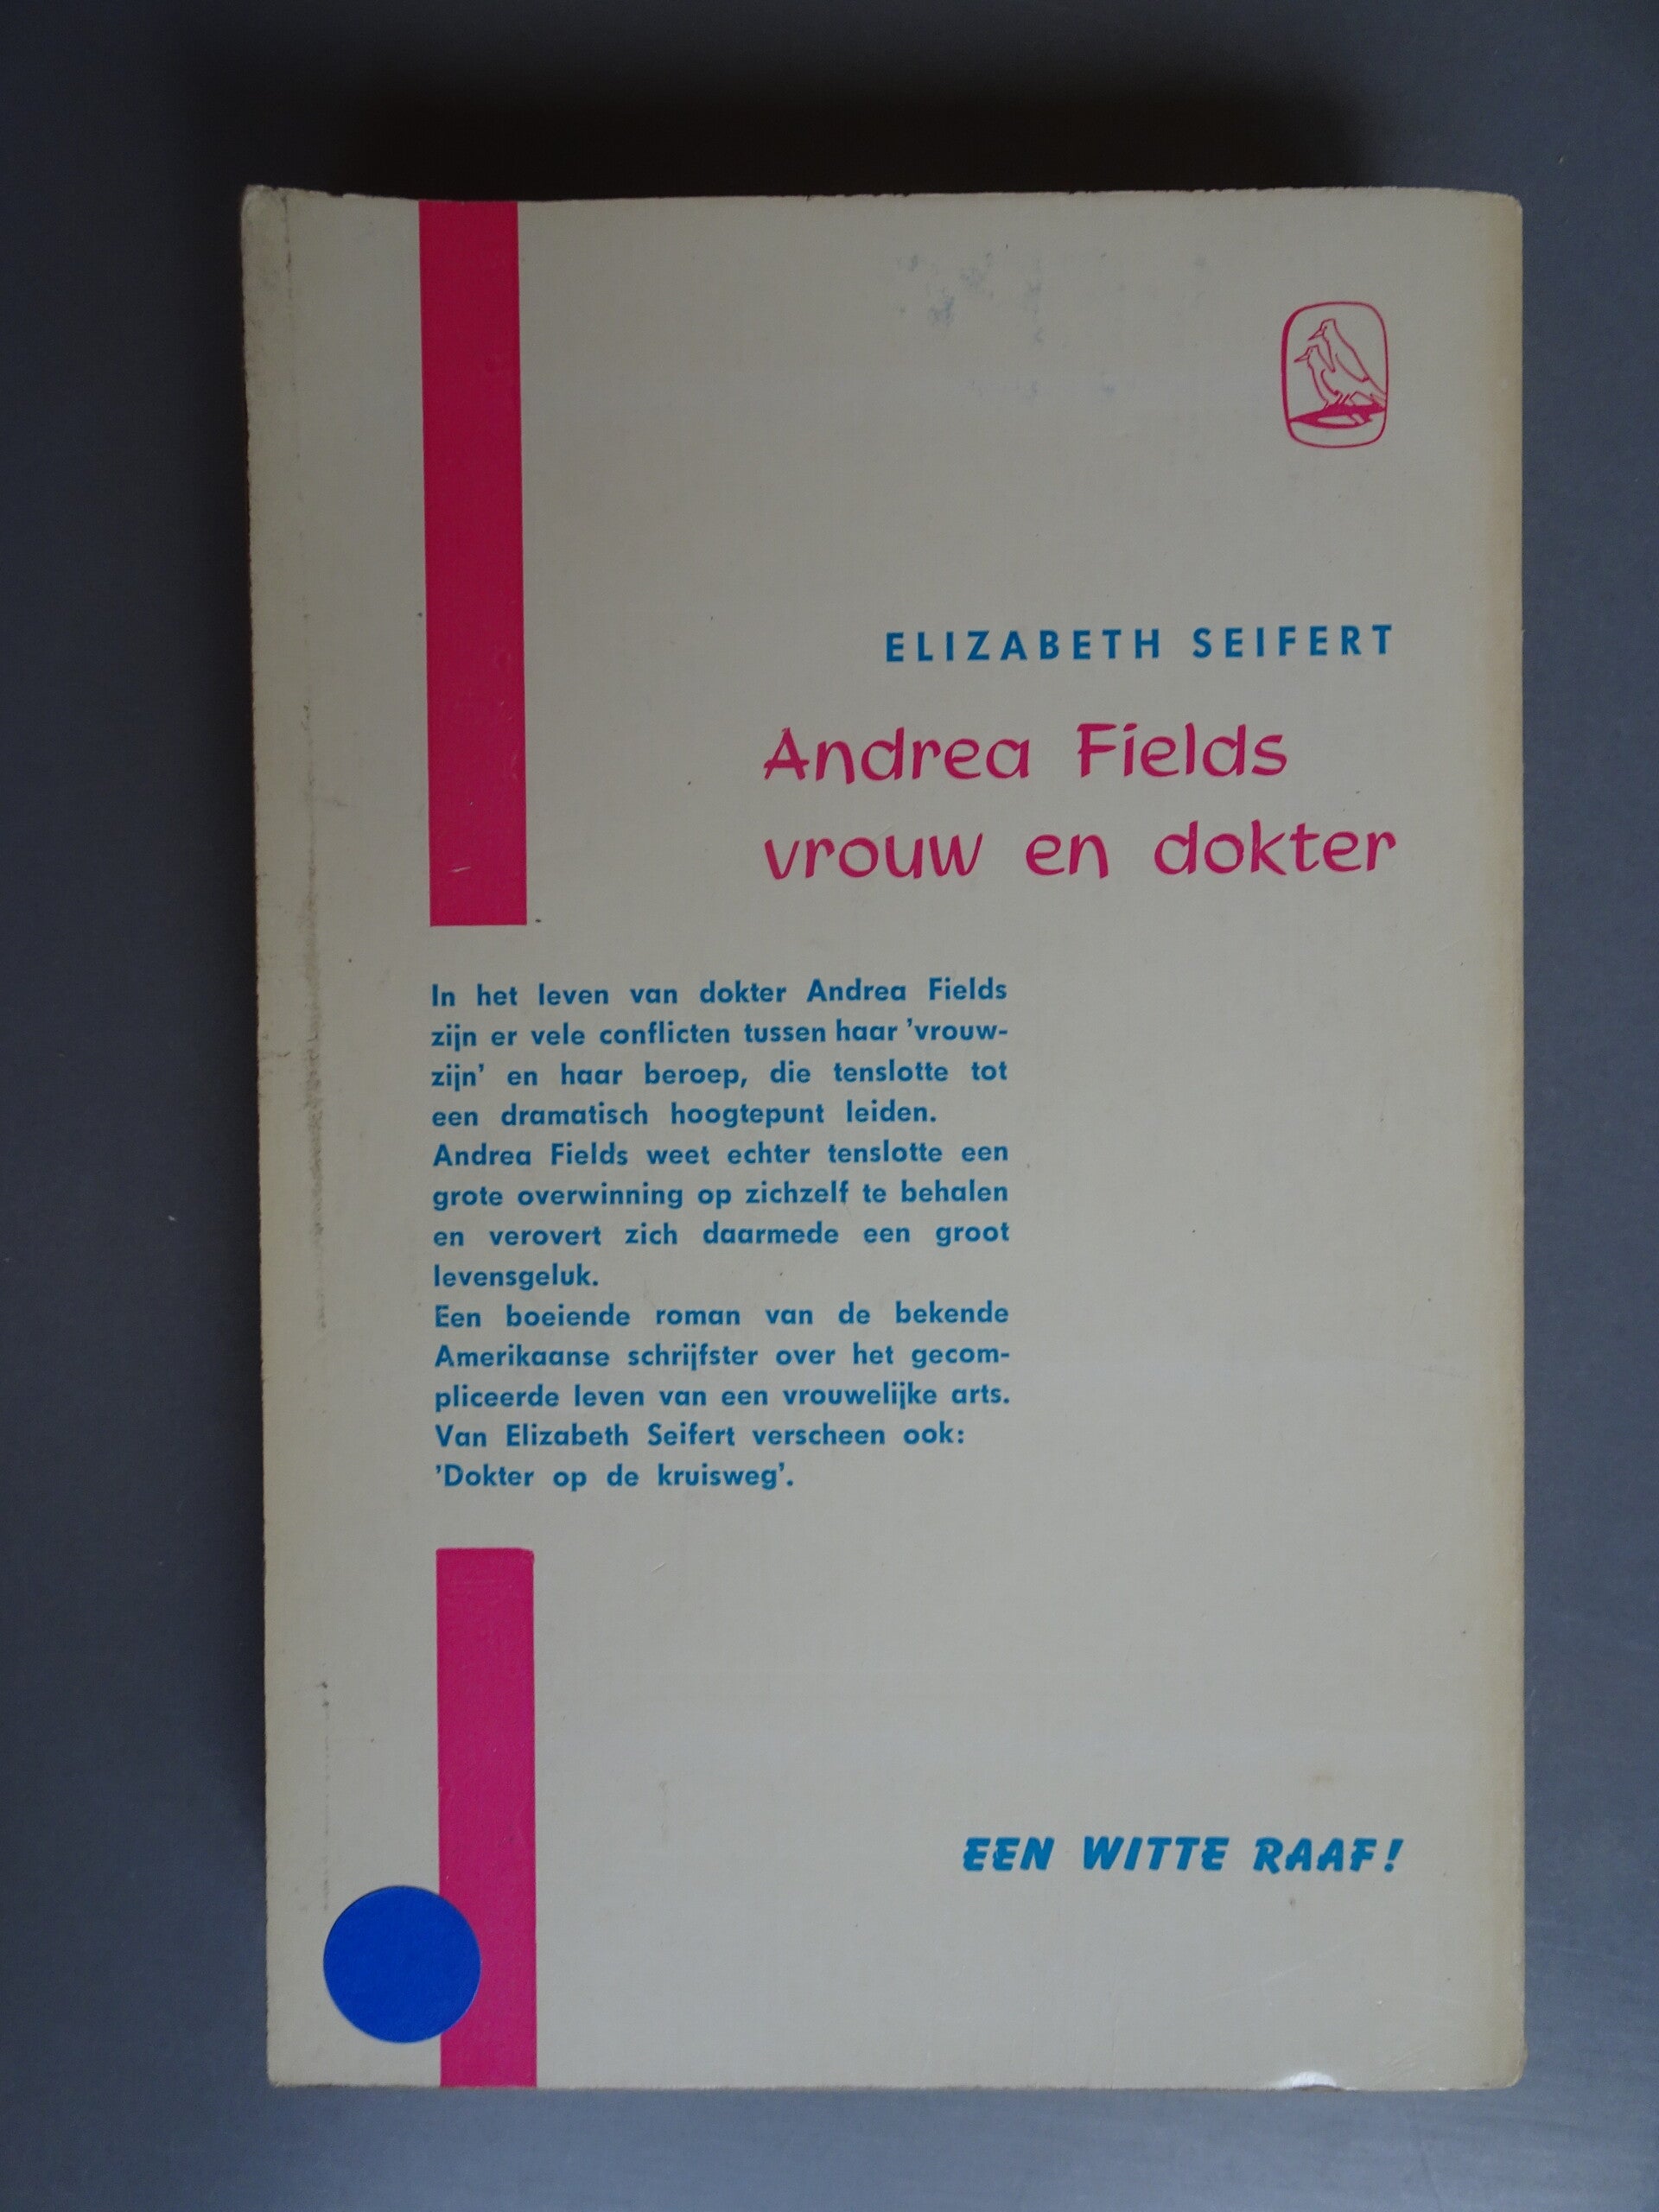 ELIZABETH SEIFERT
Andrea Fields
vrouw en dokter
In het leven van dokter Andrea Fields
zijn er vele conflicten tussen haar 'vrouw-
zijn' en haar beroep, die tenslotte tot
een dramatisch hoogtepunt leiden.
Andrea Fields weet echter tenslotte een
grote overwinning op zichzelf te behalen
en verovert zich daarmede een groot
levensgeluk.
Een boeiende roman van de bekende
Amerikaanse schrijfster over het gecom-
pliceerde leven van een vrouwelijke arts.
Van Elizabeth Seifert verscheen ook:
'Dokter op de kruisweg'.
EEN WITTE RAAF!